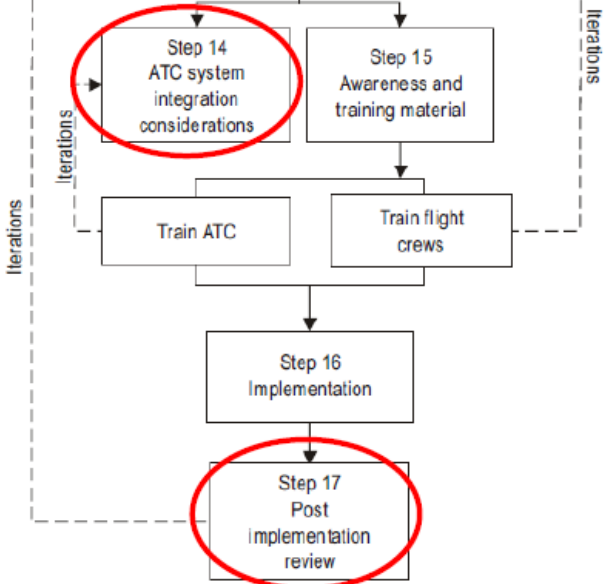 Iterations
Step 14
ATC system
integration
considerations
Step 15
Awareness and
training material
Iterations
Iterations
Train ATC
Train flight
crews
Step 16
Implementation
Step 17
Post
implementation
review